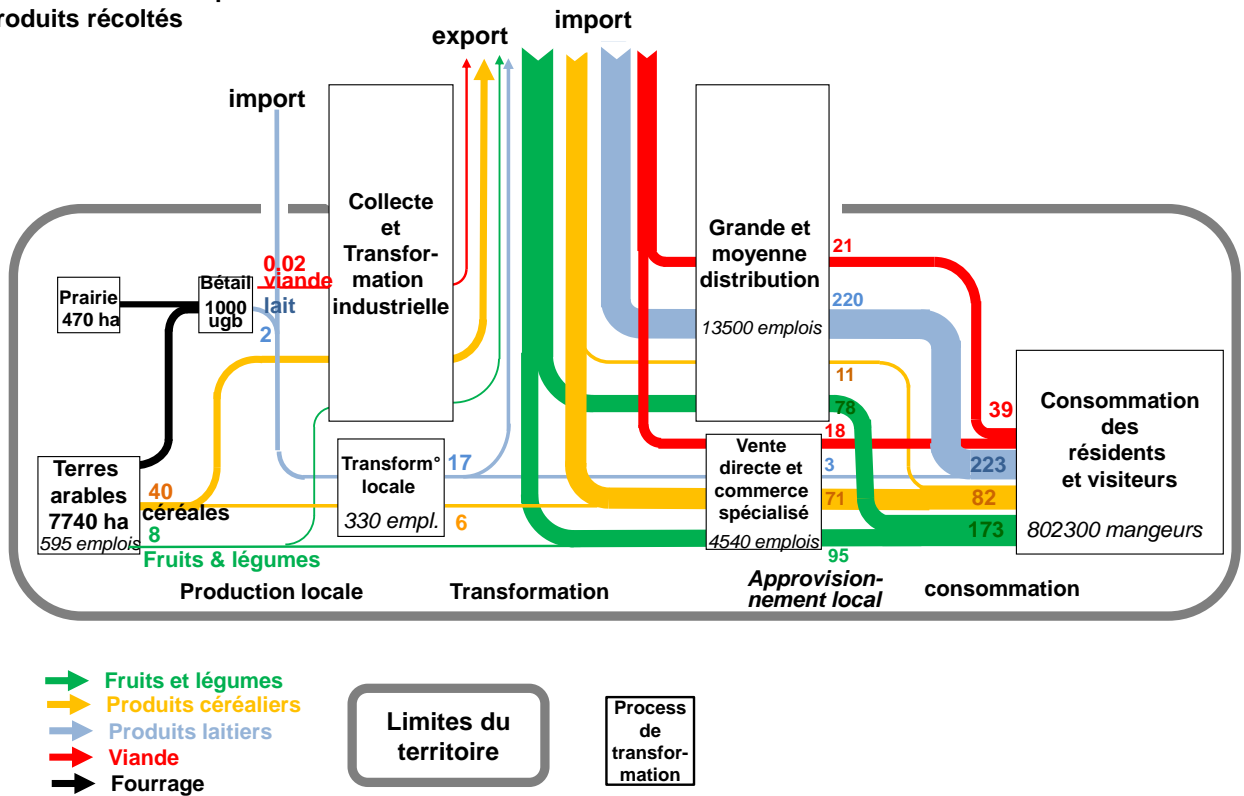 roduits récoltés
import
export
import
Collecte
et
Transfor-
mation
industrielle
Grande et
moyenne
distribution
13500 emplois
21
220
11
78
Prairie
470 ha
Bétail
1000
ugb
0.02
viande
lait
2
Consommation
des
résidents
et visiteurs
802300 mangeurs
39
223
82
173
Terres
arables
7740 ha
595 emplois
40
céréales
8
Fruits & légumes
Transform°
locale
330 empl.
17
6
Vente
directe et
commerce
spécialisé
4540 emplois
18
3
71
95
Production locale
Transformation
Approvision-
nement local
consommation
Fruits et légumes
Produits céréaliers
Produits laitiers
Viande
Fourrage
Limites du
territoire
Process
de
transfor-
mation